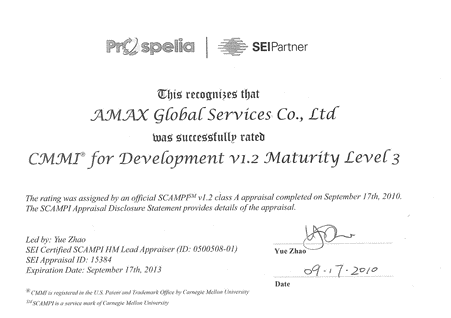 Prospelia | SEI Partner
This recognizes that
AMAX Global Services Co., Ltd
was successfully rated
CMMI® for Development v1.2 Maturity Level 3
The rating was assigned by an official SCAMPI℠ v1.2 class A appraisal completed on September 17th, 2010.
The SCAMPI Appraisal Disclosure Statement provides details of the appraisal.
Led by: Yue Zhao
SEI Certified SCAMPI HM Lead Appraiser (ID: 0500508-01)
SEI Appraisal ID: 15384
Expiration Date: September 17th, 2013
Yue Zhao
09-17-2010
Date
® CMMI is registered in the U.S. Patent and Trademark Office by Carnegie Mellon University
SM SCAMPI is a service mark of Carnegie Mellon University